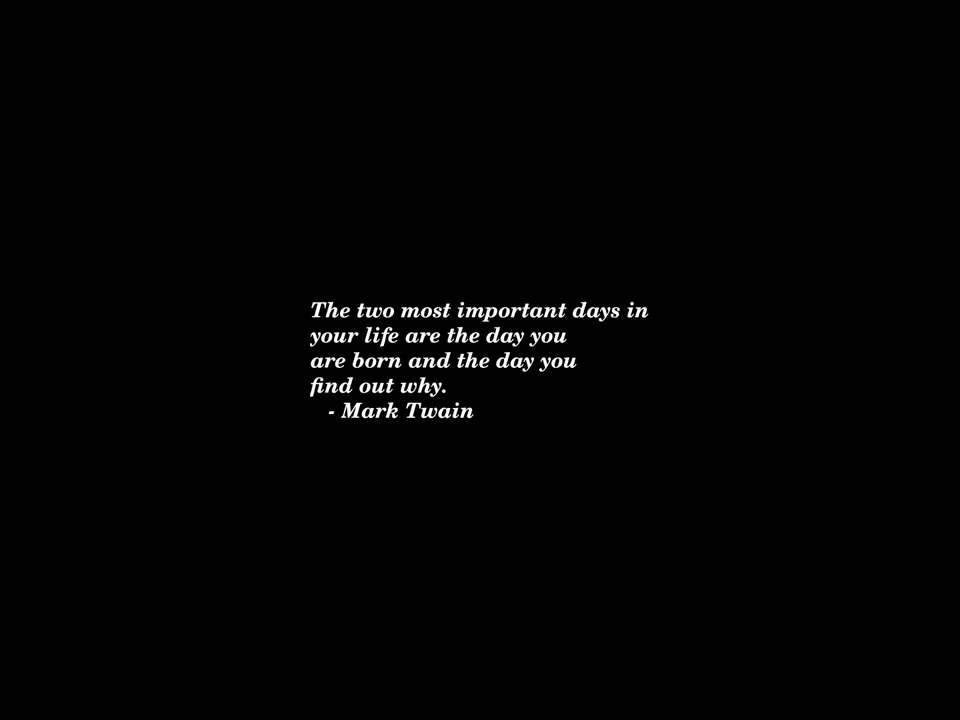 The two most important days in
your life are the day you
are born and the day you
find out why.
- Mark Twain